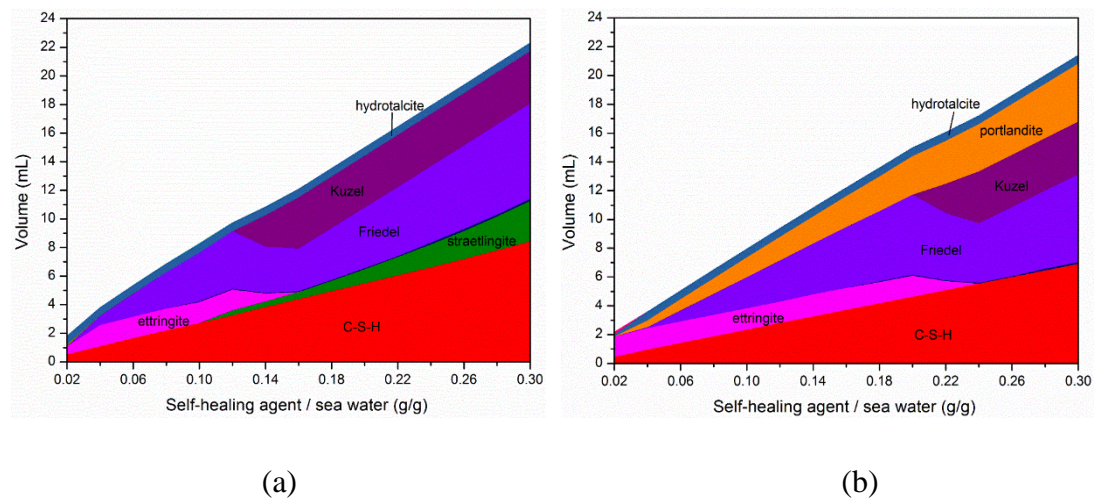 24
22
20
18
16
14
12
10
8
6
4
2
0
Volume (mL)
hydrotalcite
Kuzel
Friedel
straetlingite
ettringite
C-S-H
0.02 0.06 0.10 0.14 0.18 0.22 0.26 0.30
Self-healing agent / sea water (g/g)
(a)
24
22
20
18
16
14
12
10
8
6
4
2
0
Volume (mL)
hydrotalcite
portlandite
Kuzel
Friedel
ettringite
C-S-H
0.02 0.06 0.10 0.14 0.18 0.22 0.26 0.30
Self-healing agent / sea water (g/g)
(b)